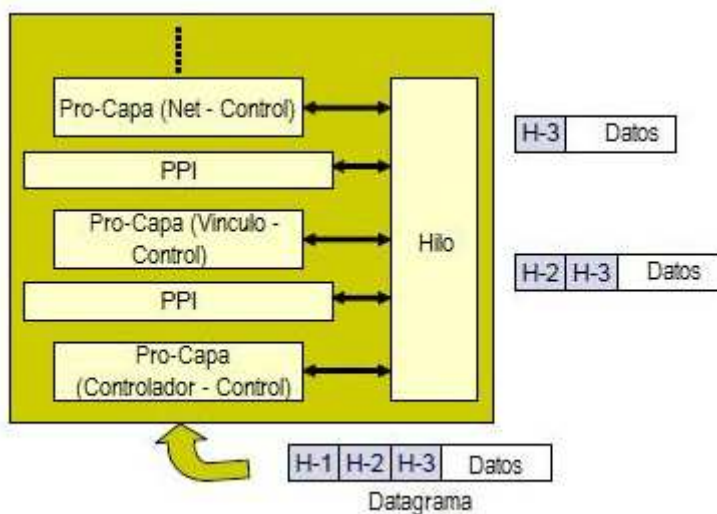 Pro-Capa (Net - Control)
H-3 Datos
PPI
Pro-Capa (Vinculo -
Control)
Hilo
H-2 H-3 Datos
PPI
Pro-Capa
(Controlador - Control)
H-1 H-2 H-3 Datos
Datagrama